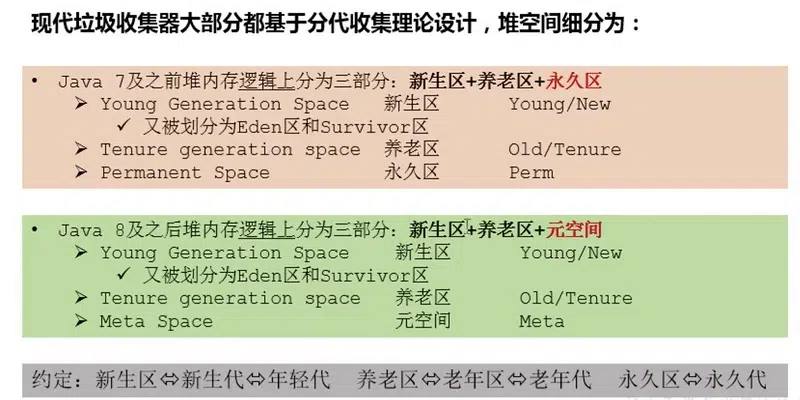 现代垃圾收集器大部分都基于分代收集理论设计，堆空间细分为：
• Java 7及之前堆内存逻辑上分为三部分：新生区+养老区+永久区
➢ Young Generation Space 新生区 Young/New
✓ 又被划分为Eden区和Survivor区
➢ Tenure generation space 养老区 Old/Tenure
➢ Permanent Space 永久区 Perm
• Java 8及之后堆内存逻辑上分为三部分：新生区+养老区+元空间
➢ Young Generation Space 新生区 Young/New
✓ 又被划分为Eden区和Survivor区
➢ Tenure generation space 养老区 Old/Tenure
➢ Meta Space 元空间 Meta
约定：新生区⇔新生代⇔年轻代 养老区⇔老年区⇔老年代 永久区⇔永久代